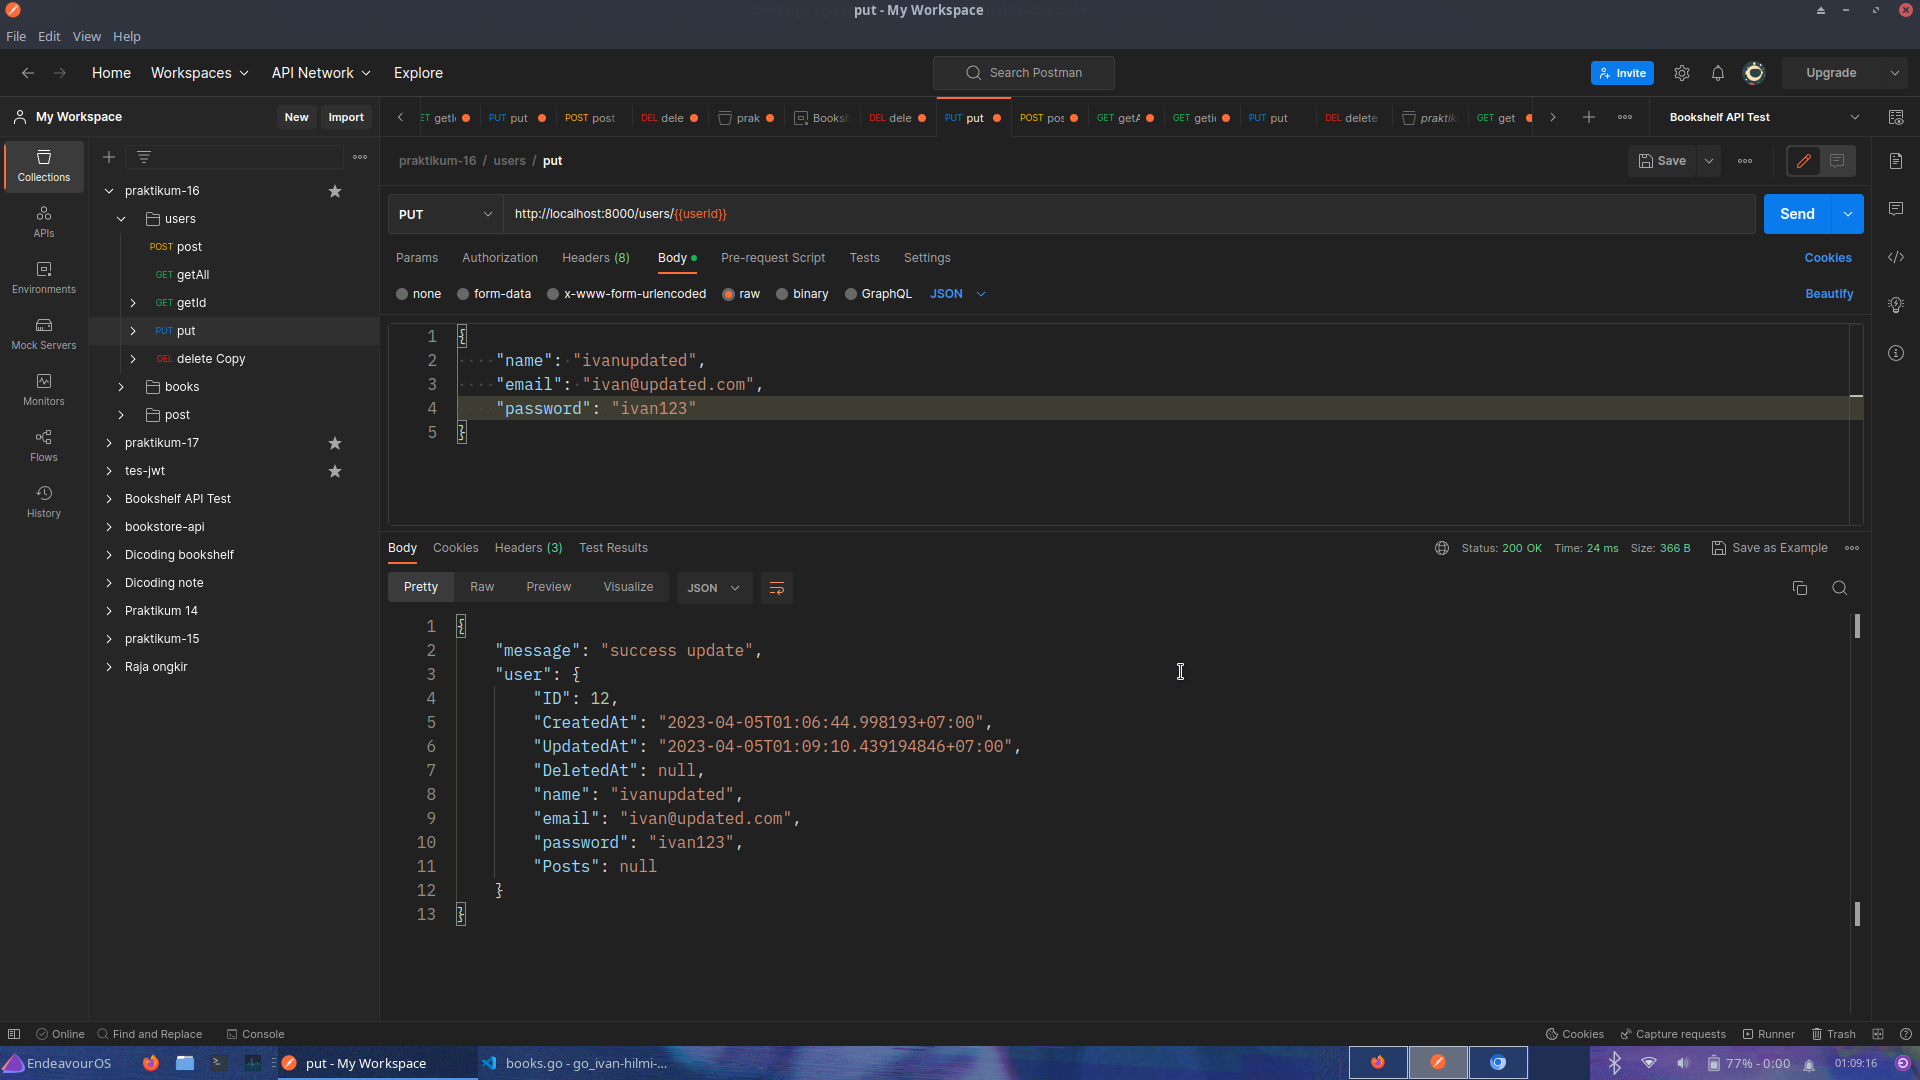 put - My Workspace
File Edit View Help
Home Workspaces API Network Explore
Search Postman
Invite
Upgrade
My Workspace
New Import
PUT put
POST post
DEL dele
prak
Booksh
DEL dele
PUT put
POST pos
GET getA
GET geti
PUT put
DEL delete
praktik
GET get
Bookshelf API Test
Collections
APIs
Environments
Mock Servers
Monitors
Flows
History
praktikum-16
users
POST post
GET getAll
GET getId
PUT put
DEL delete Copy
books
post
praktikum-17
tes-jwt
Bookshelf API Test
bookstore-api
Dicoding bookshelf
Dicoding note
Praktikum 14
praktikum-15
Raja ongkir
praktikum-16 / users / put
Save
PUT http://localhost:8000/users/{{userId}}
Send
Params Authorization Headers (8) Body Pre-request Script Tests Settings
Cookies
none form-data x-www-form-urlencoded raw binary GraphQL JSON
Beautify
1 {
2 "name": "ivanupdated",
3 "email": "ivan@updated.com",
4 "password": "ivan123"
5 }
Body Cookies Headers (3) Test Results
Status: 200 OK Time: 24 ms Size: 366 B Save as Example
Pretty Raw Preview Visualize JSON
1 {
2 "message": "success update",
3 "user": {
4 "ID": 12,
5 "CreatedAt": "2023-04-05T01:06:44.998193+07:00",
6 "UpdatedAt": "2023-04-05T01:09:10.439194846+07:00",
7 "DeletedAt": null,
8 "name": "ivanupdated",
9 "email": "ivan@updated.com",
10 "password": "ivan123",
11 "Posts": null
12 }
13 }
Online Find and Replace Console
Cookies Capture requests Runner Trash
EndeavourOS
put - My Workspace
books.go - go_ivan-hilmi-...
77% - 0:00
01:09:16